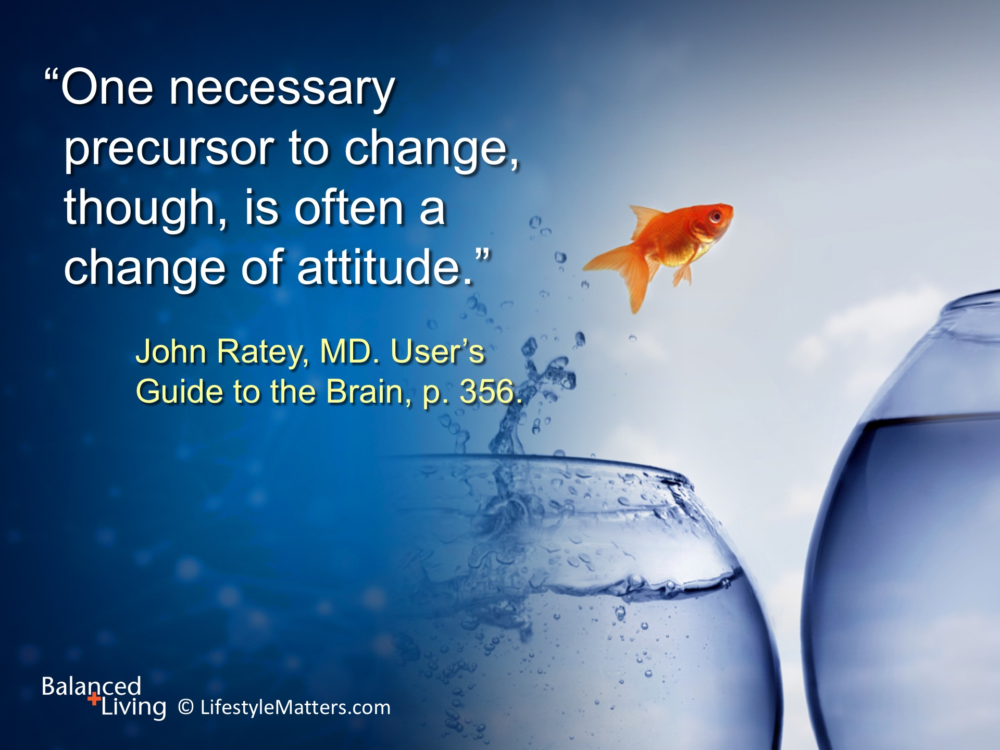 “One necessary
precursor to change,
though, is often a
change of attitude.”
John Ratey, MD. User’s
Guide to the Brain, p. 356.
Balanced
Living © LifestyleMatters.com